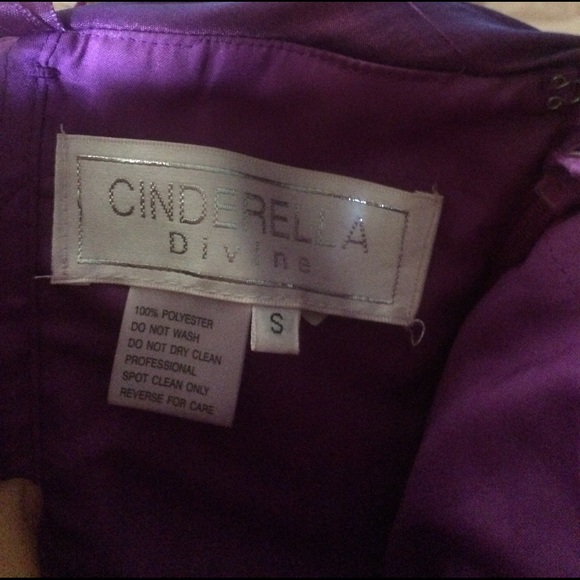 CINDERELLA
Divine
S
100% POLYESTER
DO NOT WASH
DO NOT DRY CLEAN
PROFESSIONAL
SPOT CLEAN ONLY
REVERSE FOR CARE